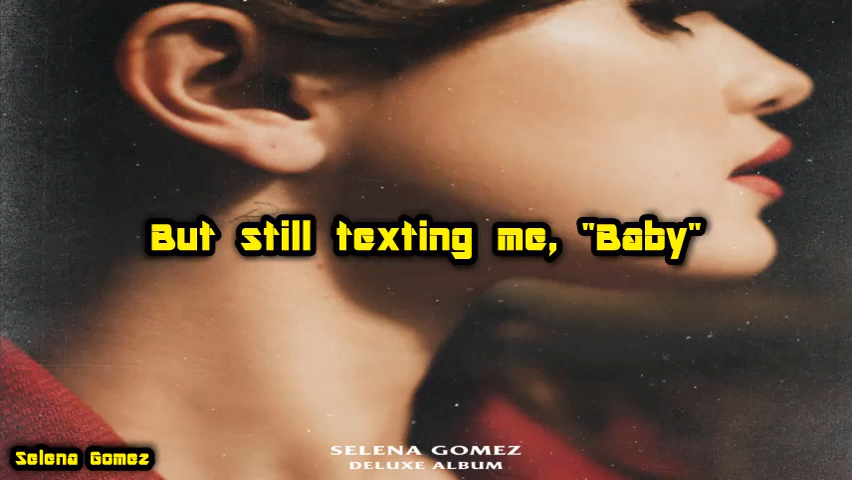 But still texting me, "Baby"
SELENA GOMEZ
DELUXE ALBUM
Selena Gomez